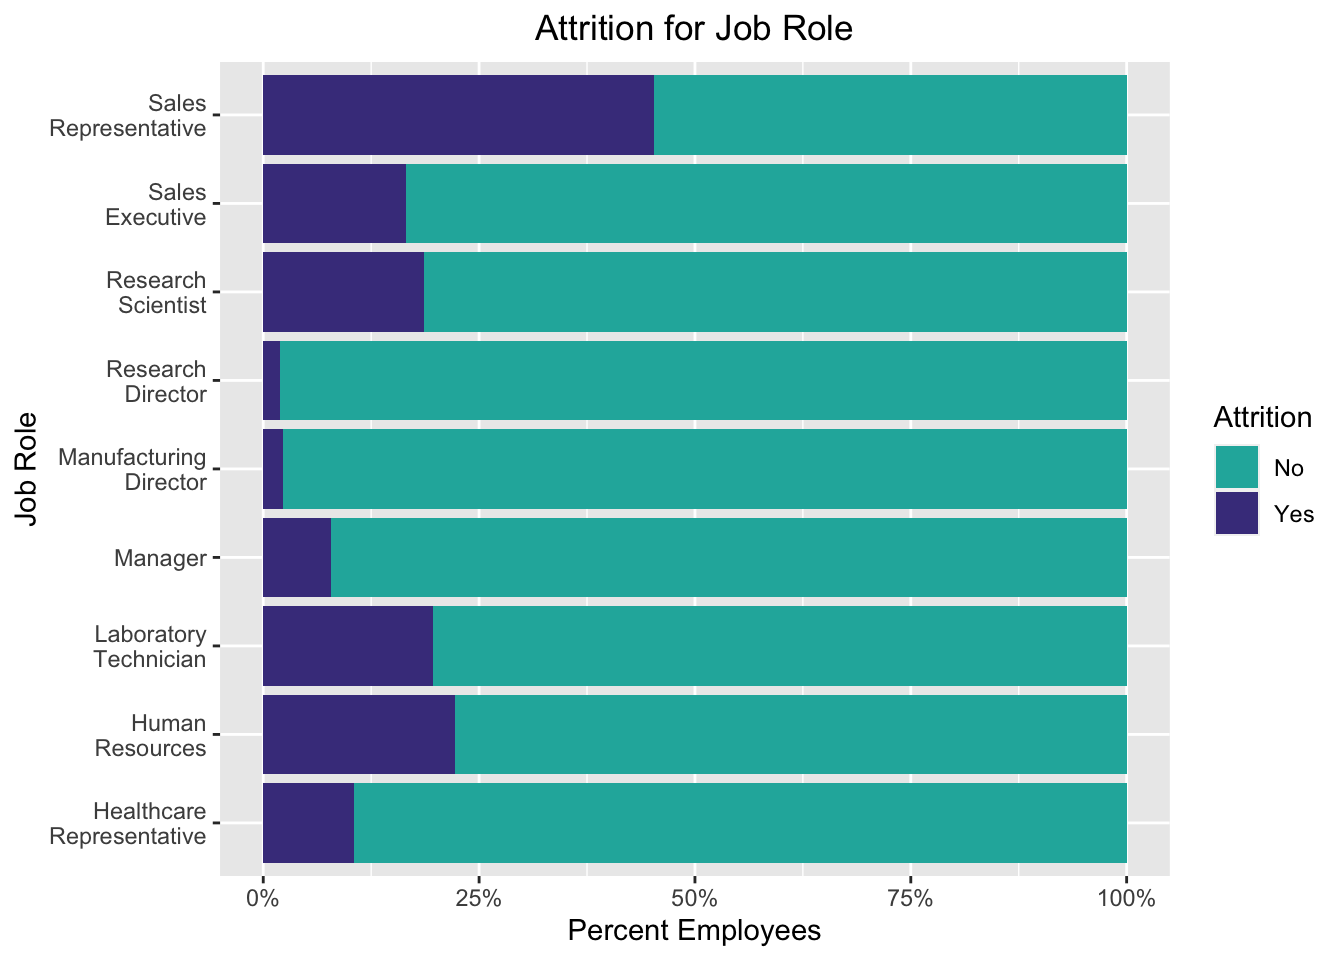 Attrition for Job Role
Sales
Representative
Sales
Executive
Research
Scientist
Research
Director
Manufacturing
Director
Manager
Laboratory
Technician
Human
Resources
Healthcare
Representative
Job Role
0% 25% 50% 75% 100%
Percent Employees
Attrition
No
Yes